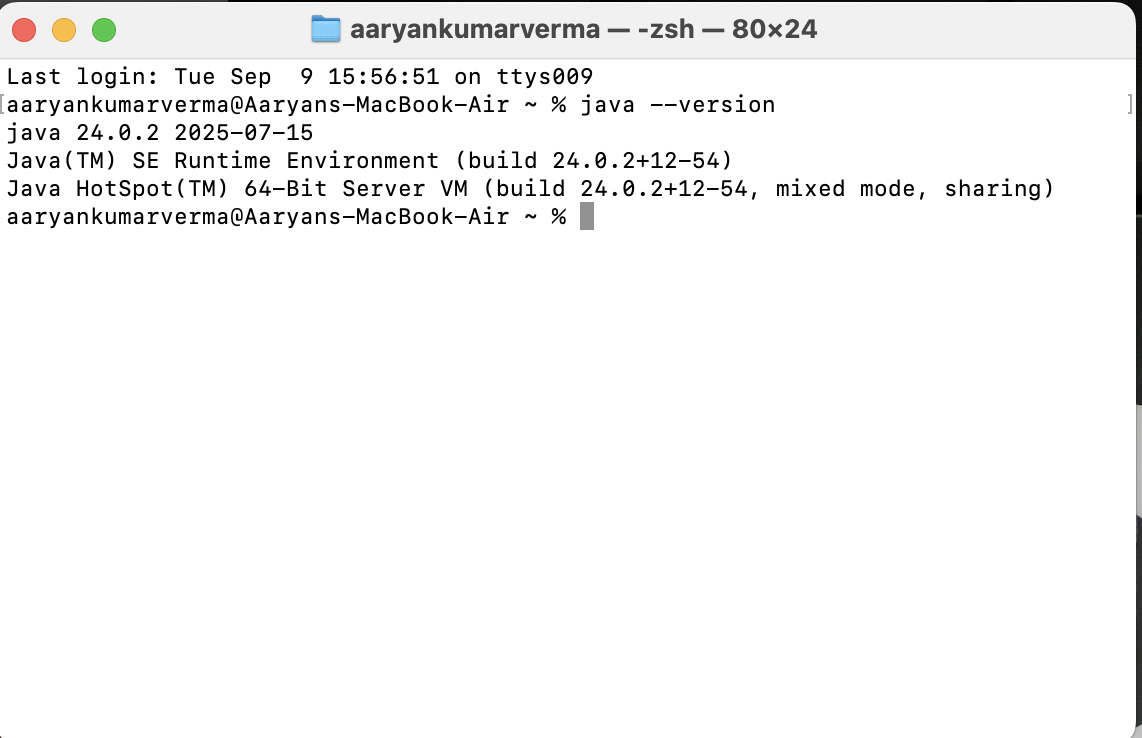 aaryankumarverma — -zsh — 80×24
Last login: Tue Sep  9 15:56:51 on ttys009
[aaryankumarverma@Aaryans-MacBook-Air ~ % java --version ]
java 24.0.2 2025-07-15
Java(TM) SE Runtime Environment (build 24.0.2+12-54)
Java HotSpot(TM) 64-Bit Server VM (build 24.0.2+12-54, mixed mode, sharing)
aaryankumarverma@Aaryans-MacBook-Air ~ %